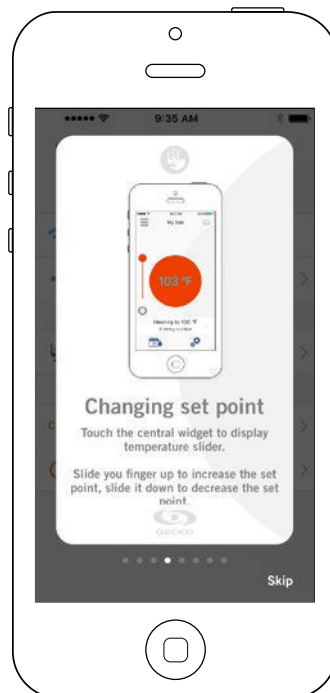 9:35 AM
My Spa
103 °F
Heating to 100 °F
Changing set point
Touch the central widget to display
temperature slider.
Slide you finger up to increase the set
point, slide it down to decrease the set
point.
GECKO
Skip